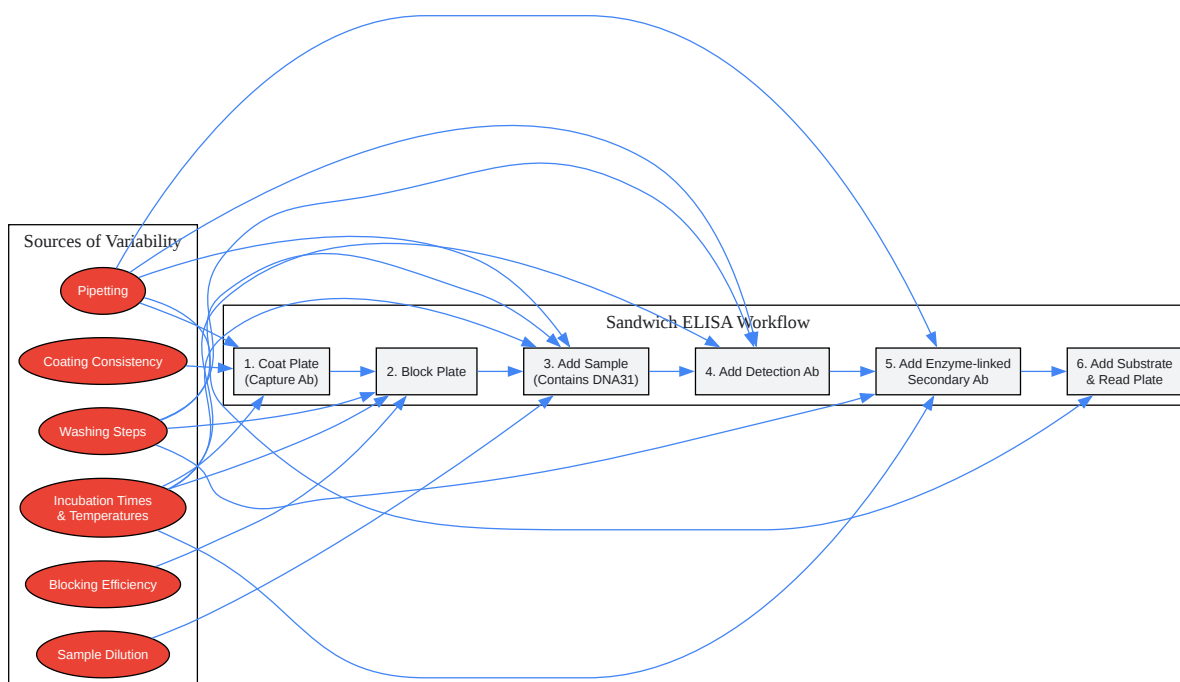 Sources of Variability
Pipetting
Coating Consistency
Washing Steps
Incubation Times
& Temperatures
Blocking Efficiency
Sample Dilution
Sandwich ELISA Workflow
1. Coat Plate
(Capture Ab)
2. Block Plate
3. Add Sample
(Contains DNA31)
4. Add Detection Ab
5. Add Enzyme-linked
Secondary Ab
6. Add Substrate
& Read Plate